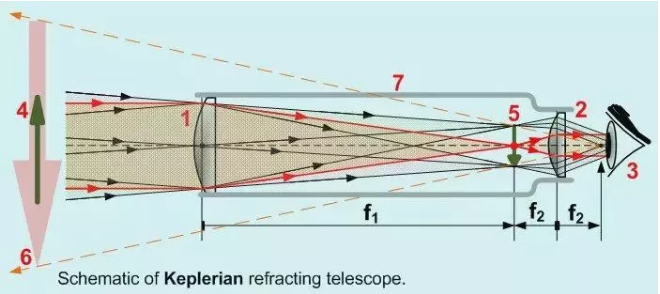 7
4
1
5
2
3
f1
f2
f2
6
Schematic of Keplerian refracting telescope.